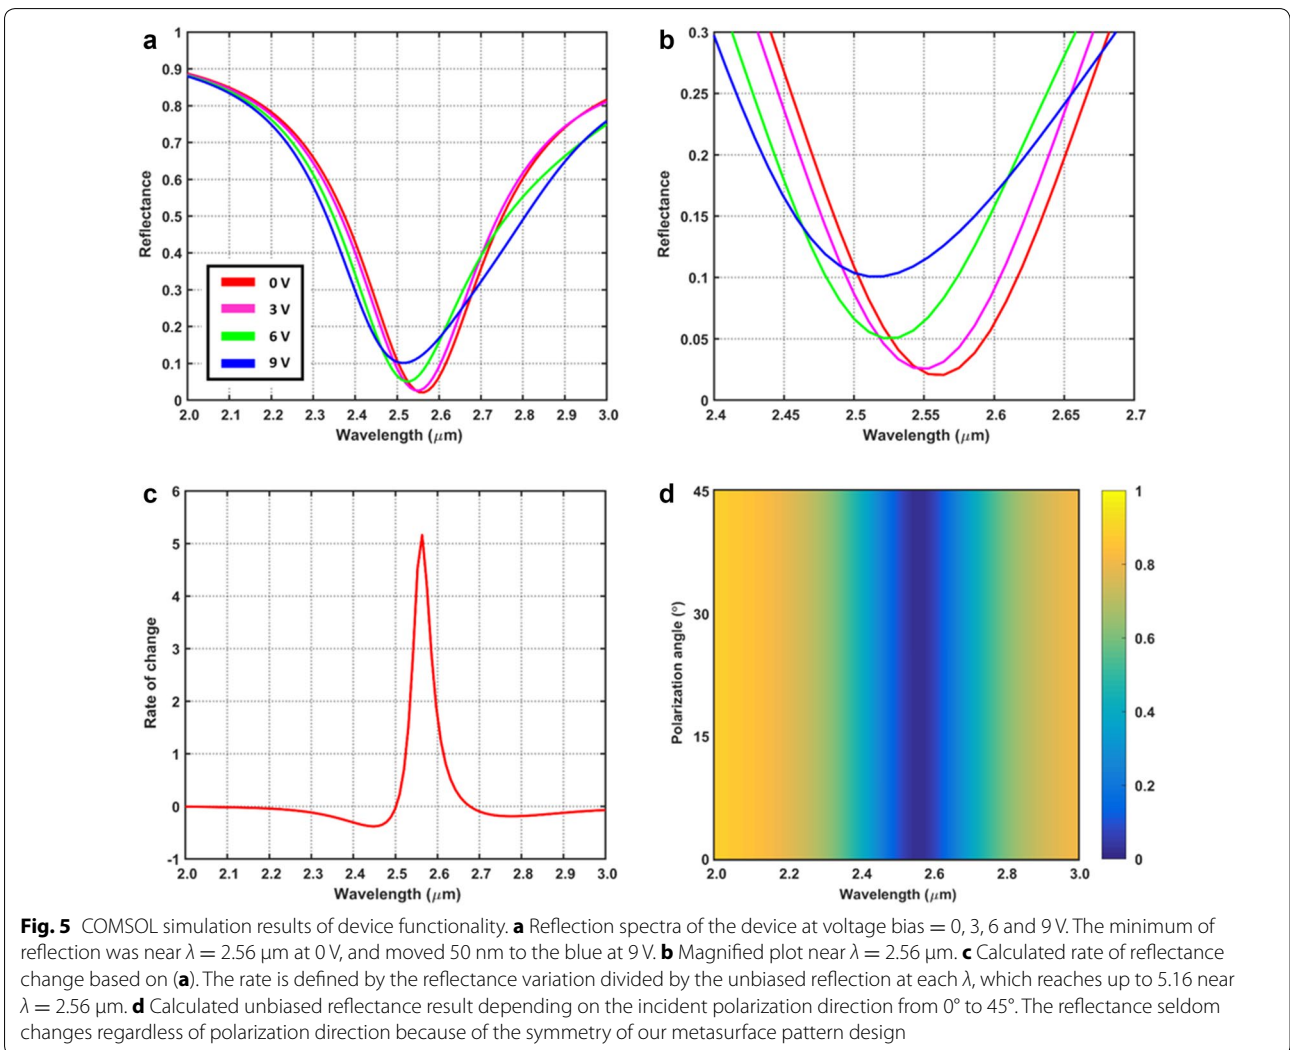 a
1
0.9
0.8
0.7
0.6
0.5
0.4
0.3
0.2
0.1
0
Reflectance
0 V
3 V
6 V
9 V
2.0 2.1 2.2 2.3 2.4 2.5 2.6 2.7 2.8 2.9 3.0
Wavelength (μm)
b
0.3
0.25
0.2
0.15
0.1
0.05
0
Reflectance
2.4 2.45 2.5 2.55 2.6 2.65 2.7
Wavelength (μm)
c
6
5
4
3
2
1
0
-1
Rate of change
2.0 2.1 2.2 2.3 2.4 2.5 2.6 2.7 2.8 2.9 3.0
Wavelength (μm)
d
45
30
15
0
Polarization angle (°)
2.0 2.2 2.4 2.6 2.8 3.0
Wavelength (μm)
1
0.8
0.6
0.4
0.2
0
Fig. 5 COMSOL simulation results of device functionality. a Reflection spectra of the device at voltage bias = 0, 3, 6 and 9 V. The minimum of
reflection was near λ = 2.56 μm at 0 V, and moved 50 nm to the blue at 9 V. b Magnified plot near λ = 2.56 μm. c Calculated rate of reflectance
change based on (a). The rate is defined by the reflectance variation divided by the unbiased reflection at each λ, which reaches up to 5.16 near
λ = 2.56 μm. d Calculated unbiased reflectance result depending on the incident polarization direction from 0° to 45°. The reflectance seldom
changes regardless of polarization direction because of the symmetry of our metasurface pattern design